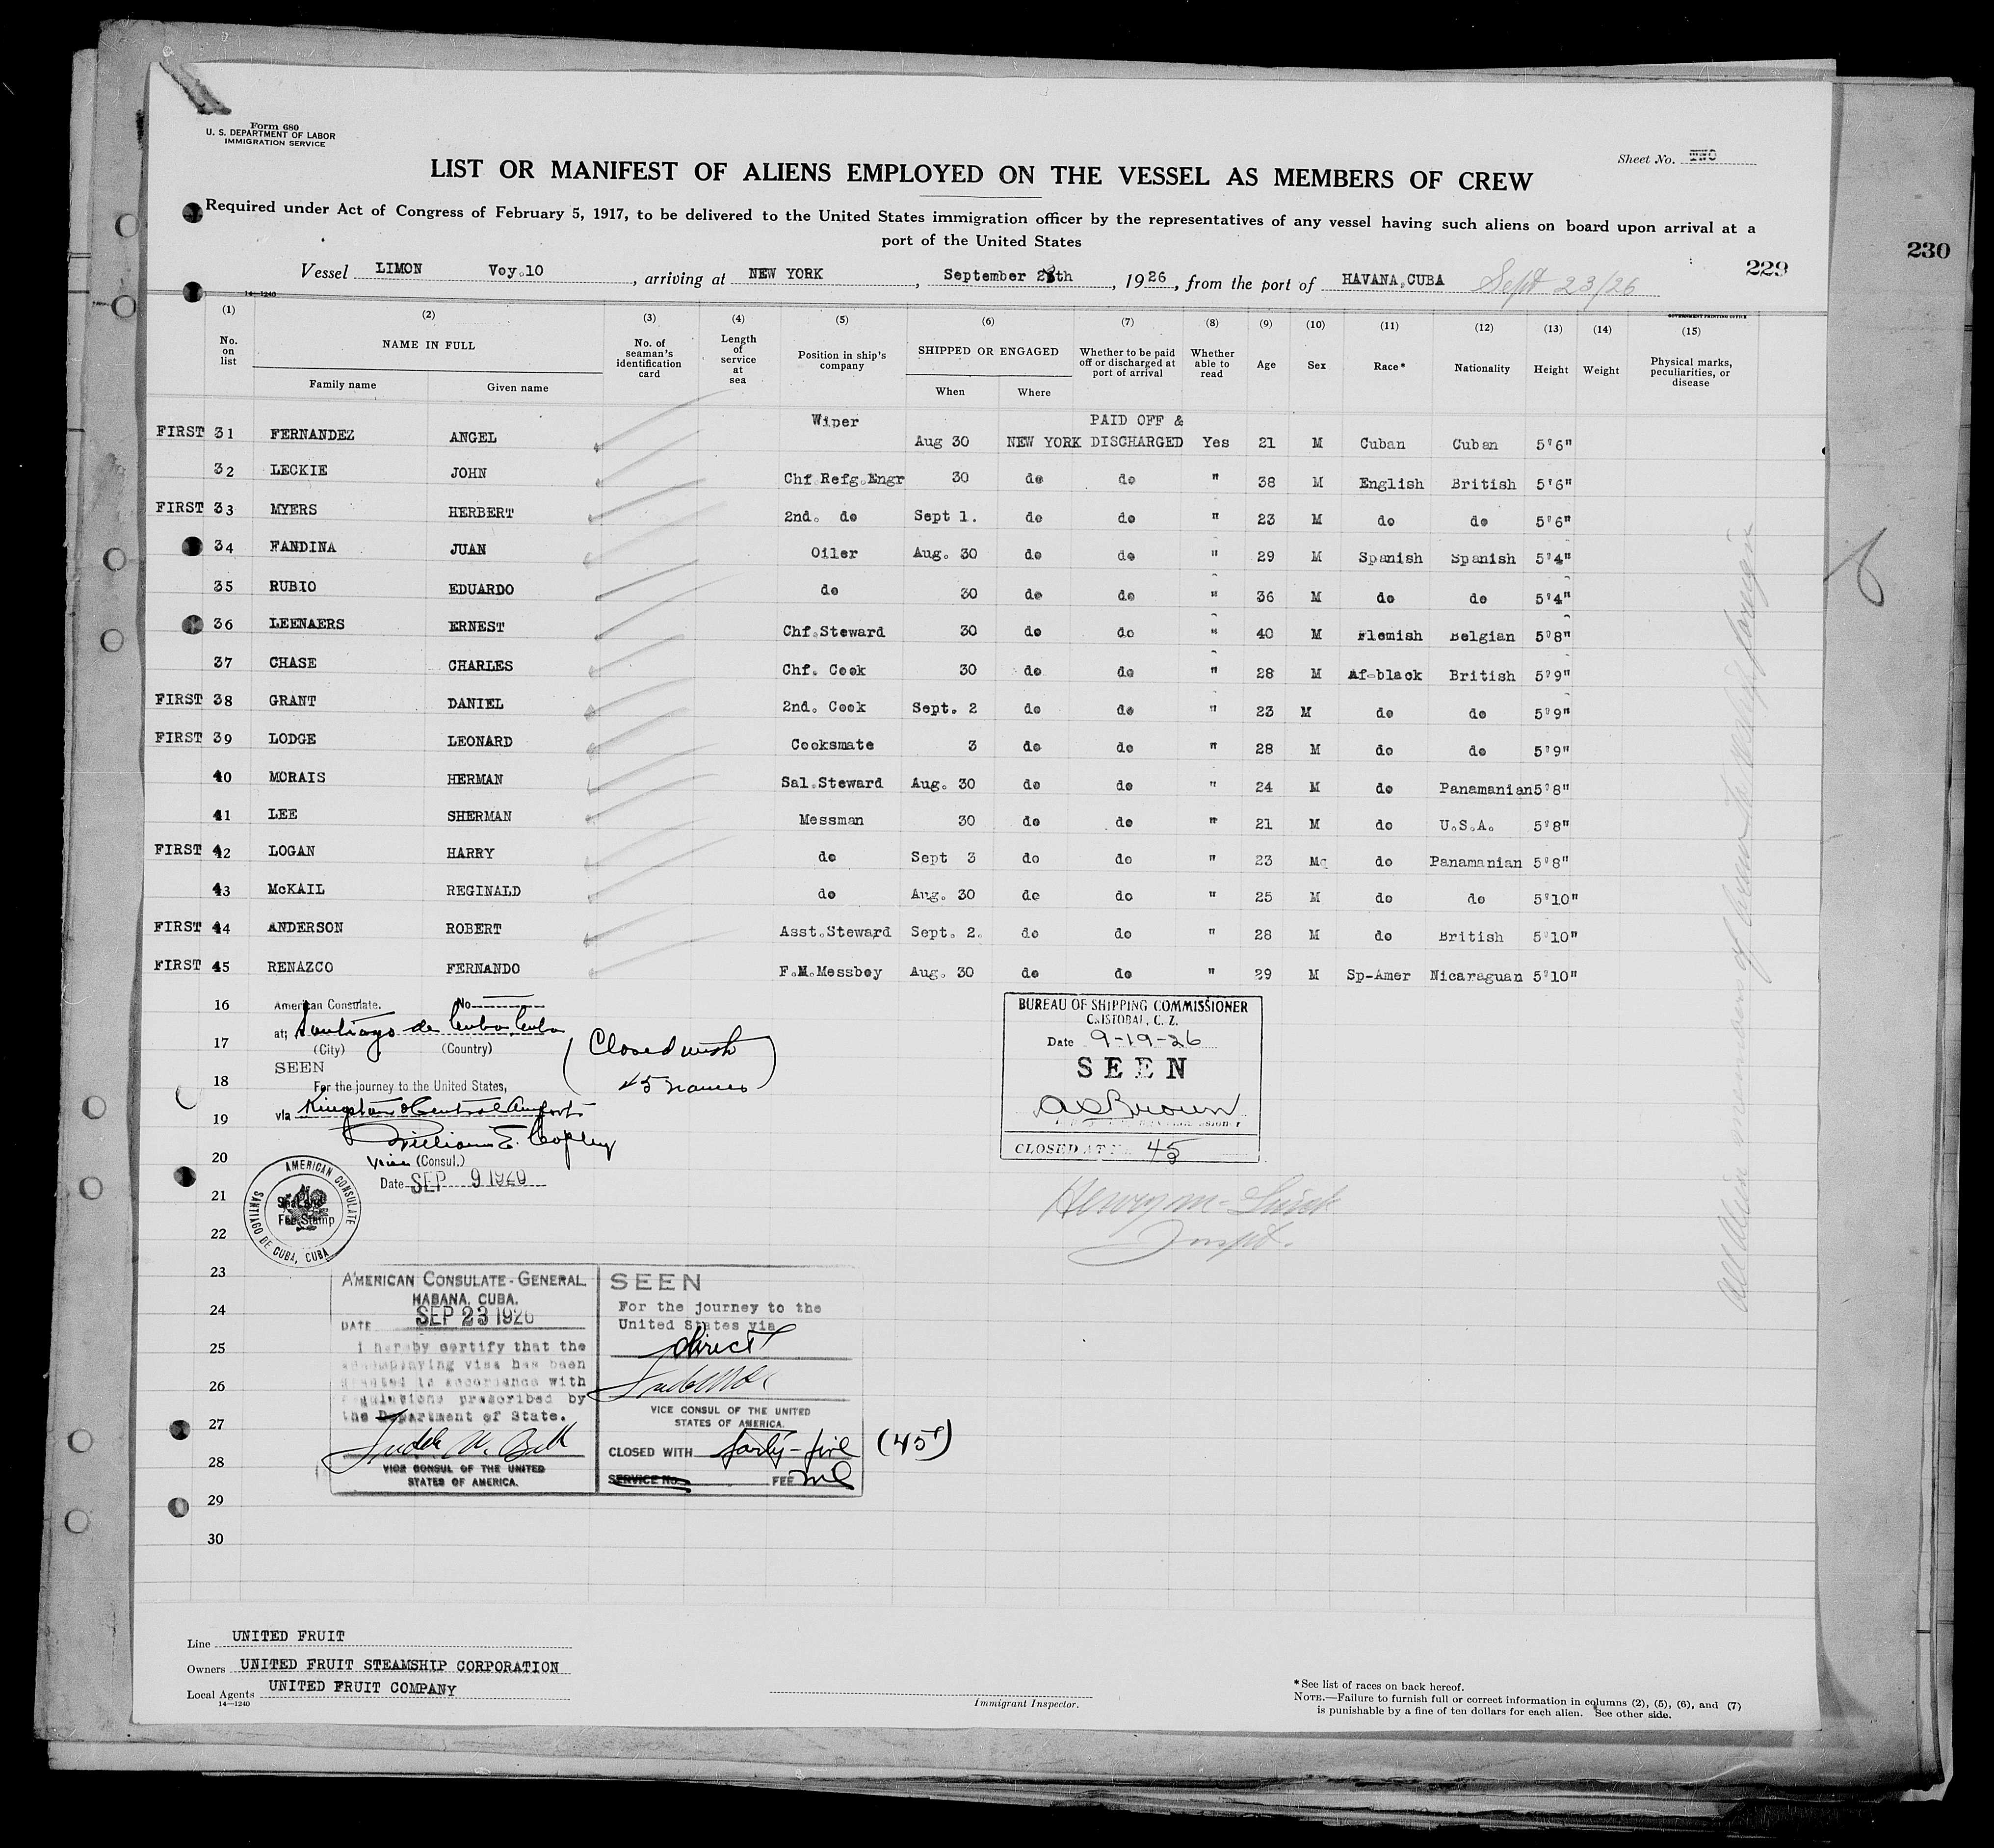 Form 680
U. S. DEPARTMENT OF LABOR
IMMIGRATION SERVICE
Sheet No. TWO
LIST OR MANIFEST OF ALIENS EMPLOYED ON THE VESSEL AS MEMBERS OF CREW
Required under Act of Congress of February 5, 1917, to be delivered to the United States immigration officer by the representatives of any vessel having such aliens on board upon arrival at a
port of the United States
230
229
Vessel LIMON Voy.10, arriving at NEW YORK, September 28th, 1926, from the port of HAVANA,CUBA Sept 23/26
14-1240
GOVERNMENT PRINTING OFFICE
(1) (2) (3) (4) (5) (6) (7) (8) (9) (10) (11) (12) (13) (14) (15)
No. on list NAME IN FULL Family name Given name No. of seaman's identification card Length of service at sea Position in ship's company SHIPPED OR ENGAGED When Where Whether to be paid off or discharged at port of arrival Whether able to read Age Sex Race* Nationality Height Weight Physical marks, peculiarities, or disease
FIRST 31 FERNANDEZ ANGEL Wiper Aug 30 NEW YORK PAID OFF & DISCHARGED Yes 21 M Cuban Cuban 5'6"
32 LECKIE JOHN Chf Refg.Engr 30 do do " 38 M English British 5'6"
FIRST 33 MYERS HERBERT 2nd. do Sept 1. do do " 23 M do do 5'6"
34 FANDINA JUAN Oiler Aug. 30 do do " 29 M Spanish Spanish 5'4"
35 RUBIO EDUARDO do 30 do do " 36 M do do 5'4"
36 LEENAERS ERNEST Chf.Steward 30 do do " 40 M Flemish Belgian 5'8"
37 CHASE CHARLES Chf. Cook 30 do do " 28 M Af-black British 5'9"
FIRST 38 GRANT DANIEL 2nd. Cook Sept. 2 do do " 23 M do do 5'9"
FIRST 39 LODGE LEONARD Cooksmate 3 do do " 28 M do do 5'9"
40 MORAIS HERMAN Sal.Steward Aug. 30 do do " 24 M do Panamanian 5'8"
41 LEE SHERMAN Messman 30 do do " 21 M do U.S.A. 5'8"
FIRST 42 LOGAN HARRY do Sept 3 do do " 23 M do Panamanian 5'8"
43 McKAIL REGINALD do Aug. 30 do do " 25 M do do 5'10"
FIRST 44 ANDERSON ROBERT Asst.Steward Sept. 2. do do " 28 M do British 5'10"
FIRST 45 RENAZCO FERNANDO F.M.Messboy Aug. 30 do do " 29 M Sp-Amer Nicaraguan 5'10"
16
17
18
19
20
21
22
23
24
25
26
27
28
29
30
American Consulate. No
at; Santiago de Cuba, Cuba
(City) (Country)
SEEN
For the journey to the United States,
via Kingston & Central Am ports
William E. Copley
Vice (Consul.)
Date SEP 9 1926
(Closed with
45 names)
AMERICAN CONSULATE
SANTIAGO DE CUBA, CUBA
Seal and
Fee Stamp
BUREAU OF SHIPPING COMMISSIONER
CRISTOBAL, C. Z.
Date 9-19-26
SEEN
Brown
CLOSED AT No. 45
AMERICAN CONSULATE-GENERAL
HABANA, CUBA.
DATE SEP 23 1926
I hereby certify that the
accompanying visa has been
granted in accordance with
regulations prescribed by
the Department of State.
VICE CONSUL OF THE UNITED
STATES OF AMERICA.
SEEN
For the journey to the
United States via
direct
VICE CONSUL OF THE UNITED
STATES OF AMERICA.
CLOSED WITH forty-five (45)
SERVICE No. FEE nil
Line UNITED FRUIT
Owners UNITED FRUIT STEAMSHIP CORPORATION
Local Agents UNITED FRUIT COMPANY
14-1240
Immigrant Inspector.
* See list of races on back hereof.
NOTE.—Failure to furnish full or correct information in columns (2), (5), (6), and (7)
is punishable by a fine of ten dollars for each alien. See other side.